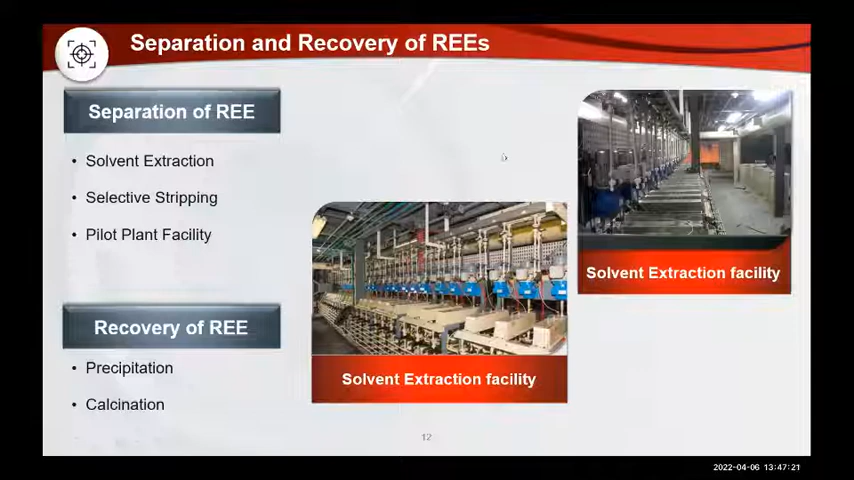 Separation and Recovery of REEs
Separation of REE
• Solvent Extraction
• Selective Stripping
• Pilot Plant Facility
Recovery of REE
• Precipitation
• Calcination
Solvent Extraction facility
Solvent Extraction facility
12
2022-04-06 13:47:21